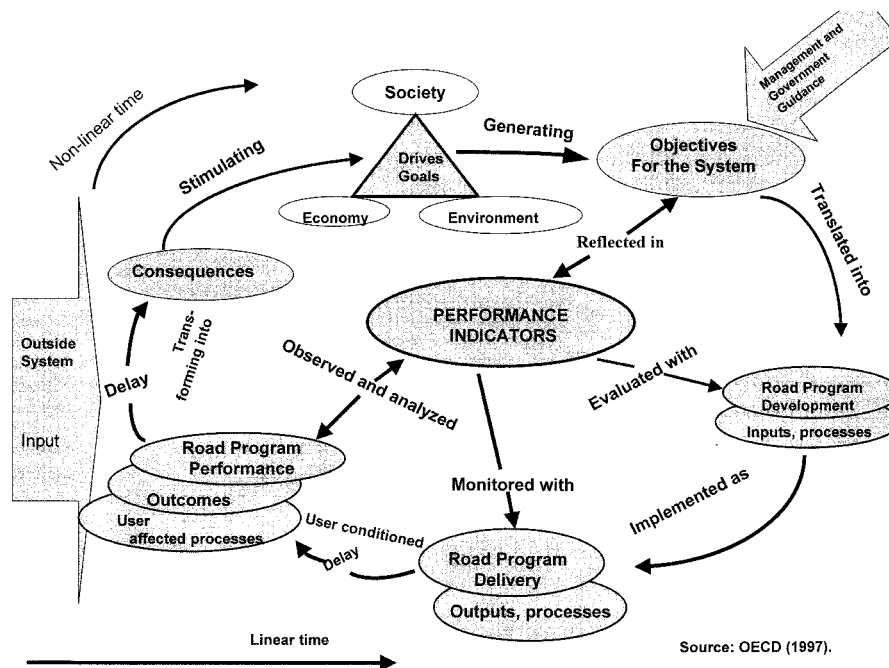 Management and
Government
Guidance
Non-linear time
Society
Generating
Objectives
For the System
Stimulating
Drives
Goals
Economy
Environment
Translated into
Reflected in
Consequences
PERFORMANCE
INDICATORS
Outside
System
Input
Delay
Trans-
forming into
Observed and analyzed
Evaluated with
Road Program
Development
Inputs, processes
Road Program
Performance
Outcomes
User
affected processes
Monitored with
Implemented as
User conditioned
Delay
Road Program
Delivery
Outputs, processes
Linear time
Source: OECD (1997).